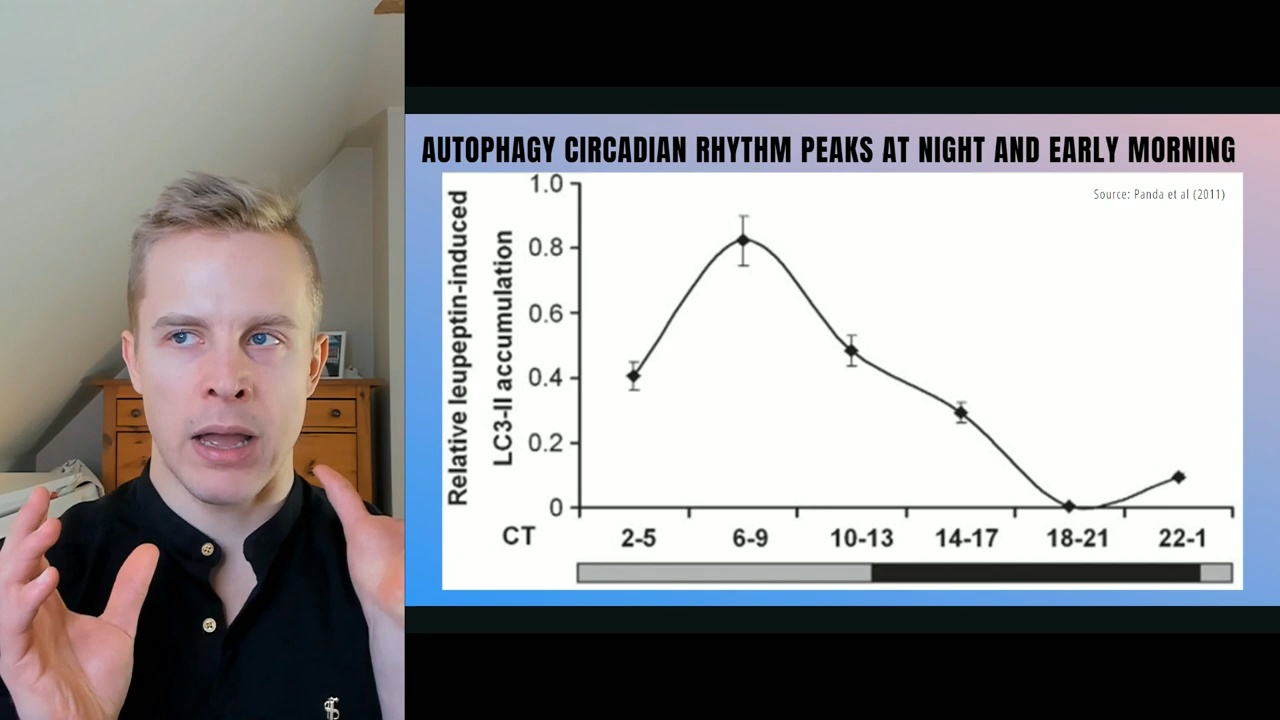 AUTOPHAGY CIRCADIAN RHYTHM PEAKS AT NIGHT AND EARLY MORNING
Source: Panda et al (2011)
Relative leupeptin-induced
LC3-II accumulation
1.0
0.8
0.6
0.4
0.2
0
CT 2-5 6-9 10-13 14-17 18-21 22-1